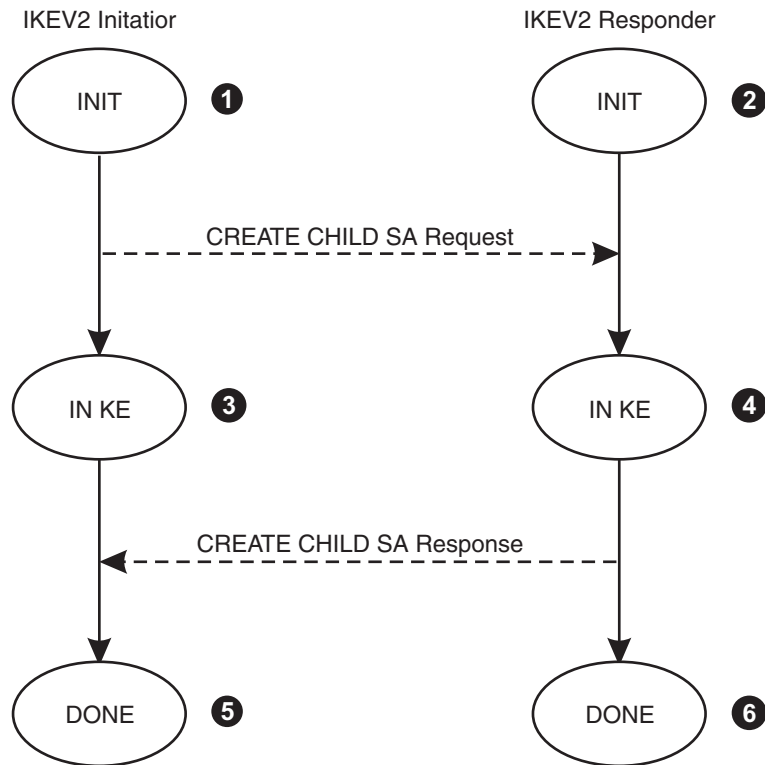 IKEV2 Initatior
IKEV2 Responder
INIT
1
INIT
2
CREATE CHILD SA Request
IN KE
3
IN KE
4
CREATE CHILD SA Response
DONE
5
DONE
6